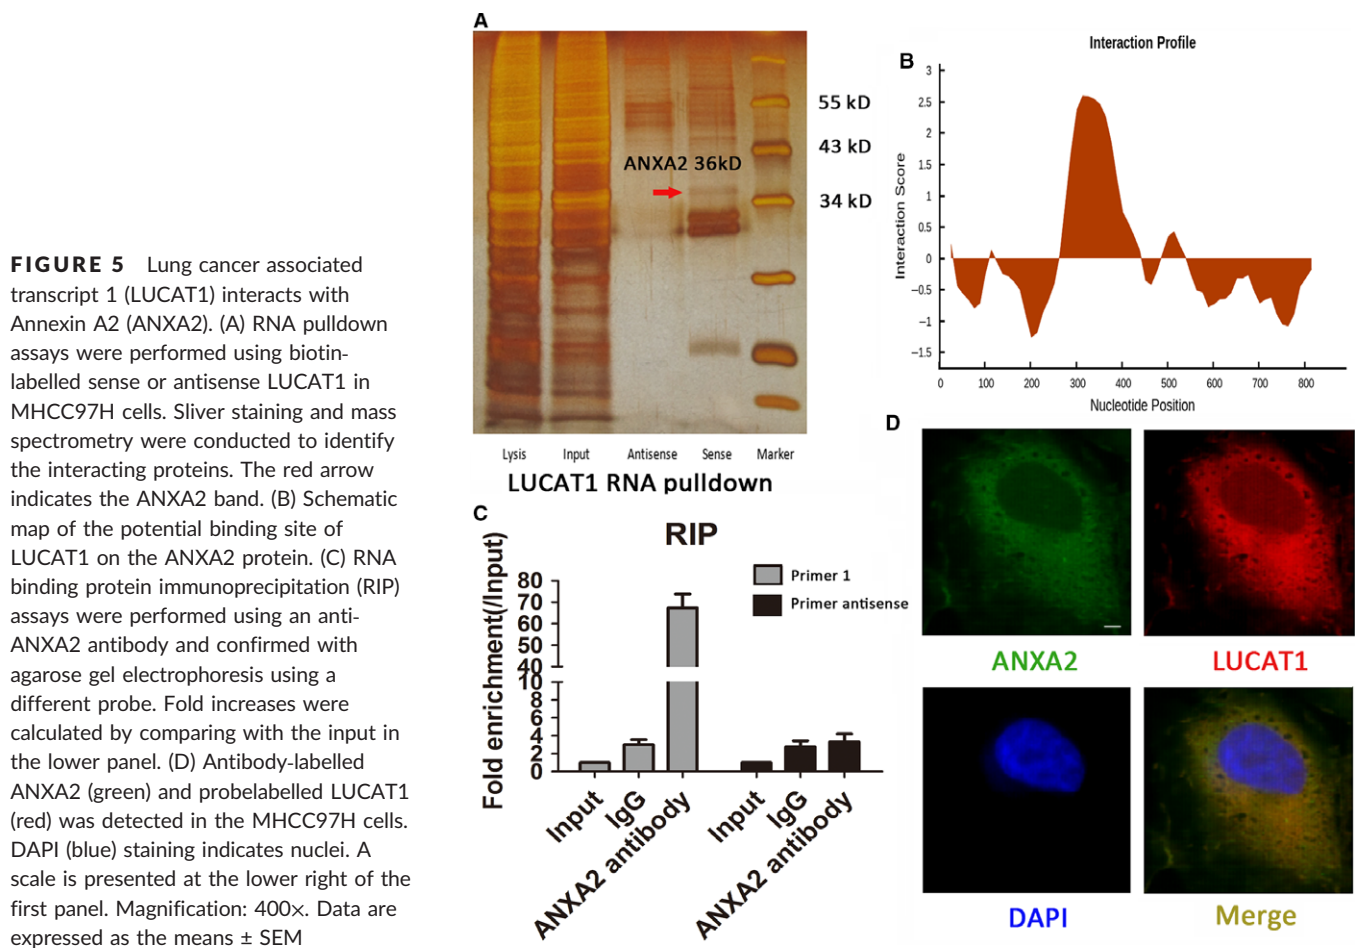 FIGURE 5 Lung cancer associated
transcript 1 (LUCAT1) interacts with
Annexin A2 (ANXA2). (A) RNA pulldown
assays were performed using biotin-
labelled sense or antisense LUCAT1 in
MHCC97H cells. Sliver staining and mass
spectrometry were conducted to identify
the interacting proteins. The red arrow
indicates the ANXA2 band. (B) Schematic
map of the potential binding site of
LUCAT1 on the ANXA2 protein. (C) RNA
binding protein immunoprecipitation (RIP)
assays were performed using an anti-
ANXA2 antibody and confirmed with
agarose gel electrophoresis using a
different probe. Fold increases were
calculated by comparing with the input in
the lower panel. (D) Antibody-labelled
ANXA2 (green) and probelabelled LUCAT1
(red) was detected in the MHCC97H cells.
DAPI (blue) staining indicates nuclei. A
scale is presented at the lower right of the
first panel. Magnification: 400×. Data are
expressed as the means ± SEM
A
55 kD
43 kD
ANXA2 36kD
34 kD
Lysis Input Antisense Sense Marker
LUCAT1 RNA pulldown
B
Interaction Profile
Interaction Score
3
2.5
2
1.5
1
0.5
0
−0.5
−1
−1.5
0 100 200 300 400 500 600 700 800
Nucleotide Position
C
RIP
Fold enrichment(/Input)
80
70
60
50
40
10
8
6
4
2
0
Primer 1
Primer antisense
Input IgG ANXA2 antibody Input IgG ANXA2 antibody
D
ANXA2 LUCAT1
DAPI Merge